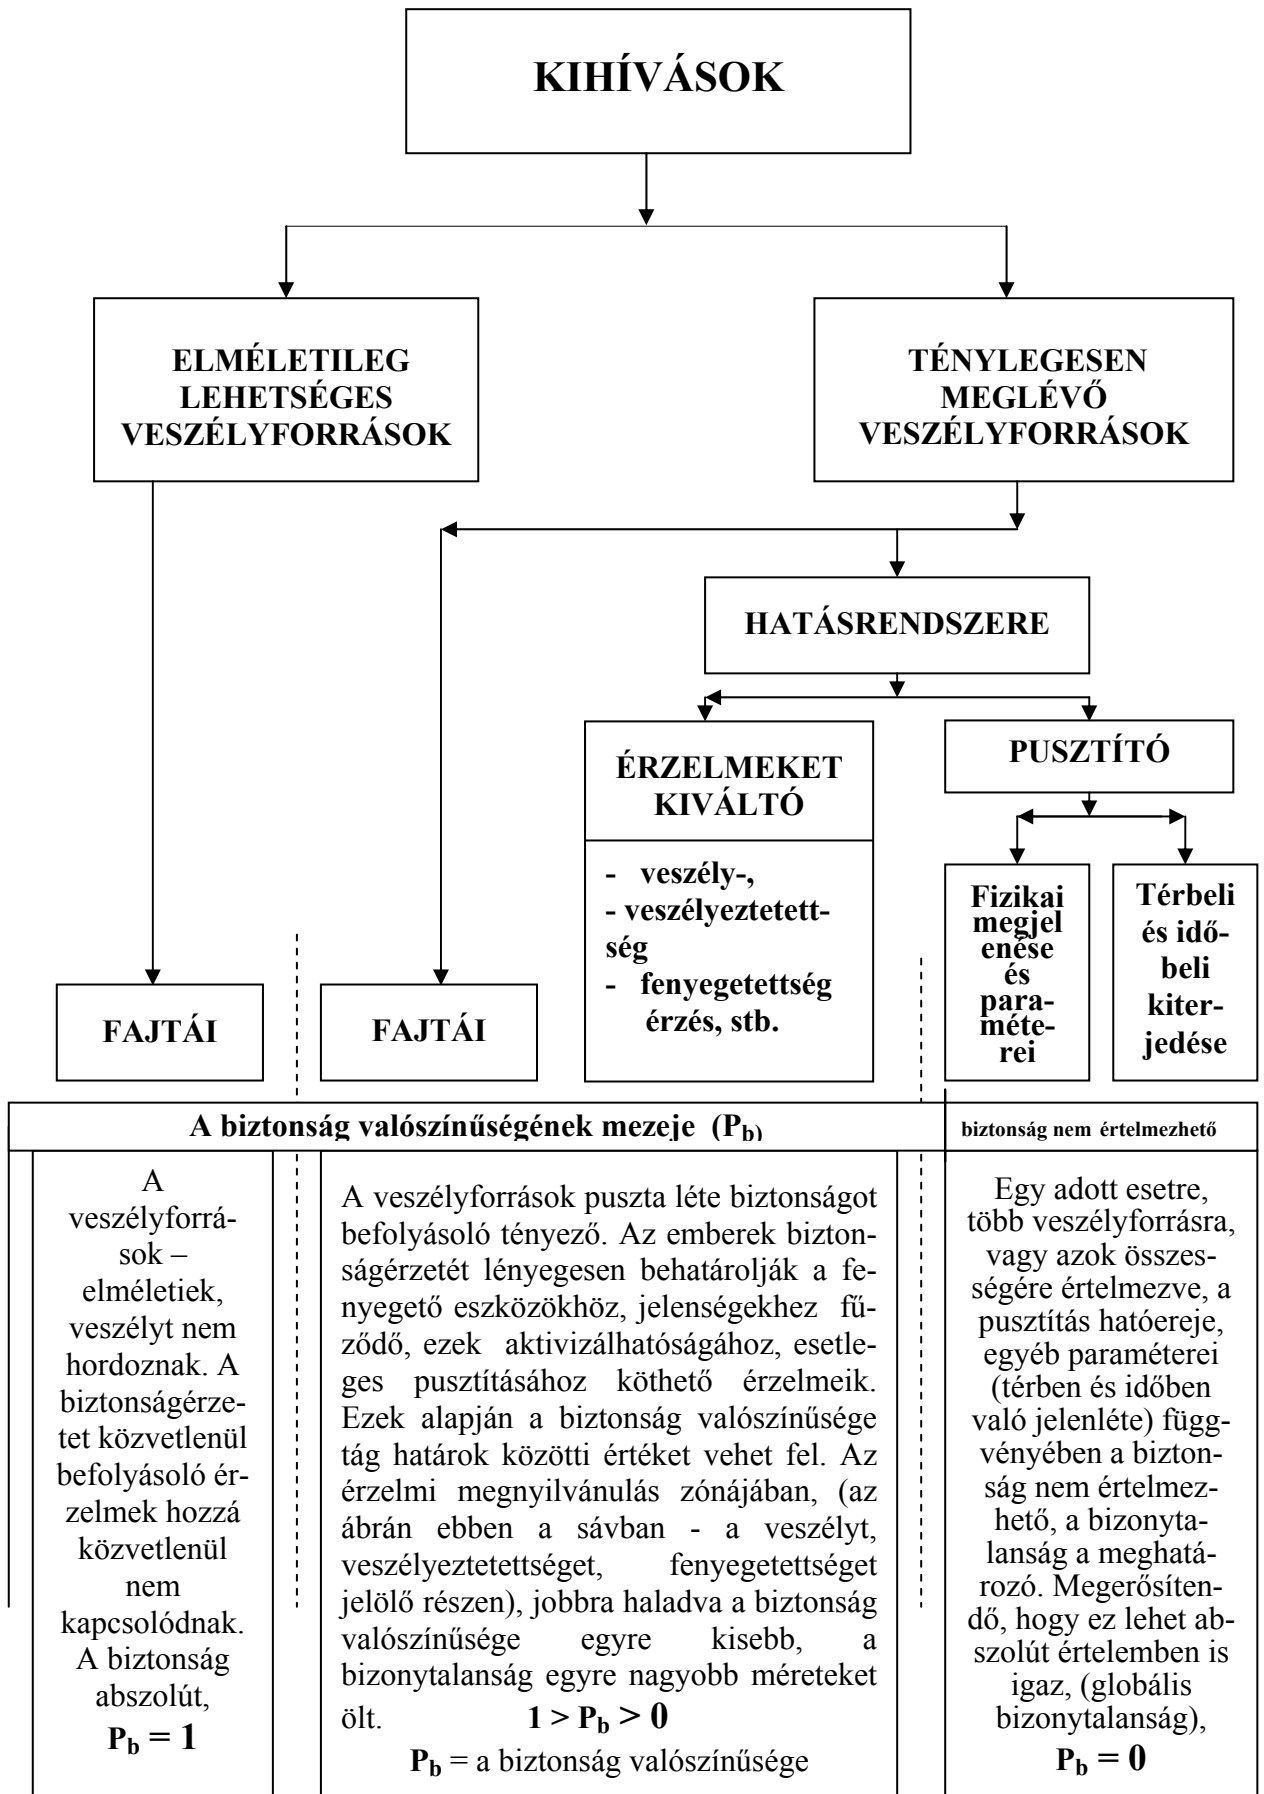 KIHÍVÁSOK
ELMÉLETILEG
LEHETSÉGES
VESZÉLYFORRÁSOK
TÉNYLEGESEN
MEGLÉVŐ
VESZÉLYFORRÁSOK
HATÁSRENDSZERE
ÉRZELMEKET
KIVÁLTÓ
- veszély-,
- veszélyeztetett-
ség
- fenyegetettség
érzés, stb.
PUSZTÍTÓ
Fizikai
megjel
enése
és
para-
méte-
rei
Térbeli
és idő-
beli
kiter-
jedése
FAJTÁI
FAJTÁI
A biztonság valószínűségének mezeje (Pb)
biztonság nem értelmezhető
A
veszélyforrá-
sok –
elméletiek,
veszélyt nem
hordoznak. A
biztonságérze-
tet közvetlenül
befolyásoló ér-
zelmek hozzá
közvetlenül
nem
kapcsolódnak.
A biztonság
abszolút,
Pb = 1
A veszélyforrások puszta léte biztonságot
befolyásoló tényező. Az emberek bizton-
ságérzetét lényegesen behatárolják a fe-
nyegető eszközökhöz, jelenségekhez fű-
ződő, ezek aktivizálhatóságához, esetle-
ges pusztításához köthető érzelmeik.
Ezek alapján a biztonság valószínűsége
tág határok közötti értéket vehet fel. Az
érzelmi megnyilvánulás zónájában, (az
ábrán ebben a sávban - a veszélyt,
veszélyeztetettséget, fenyegetettséget
jelölő részen), jobbra haladva a biztonság
valószínűsége egyre kisebb, a
bizonytalanság egyre nagyobb méreteket
ölt. 1 > Pb > 0
Pb = a biztonság valószínűsége
Egy adott esetre,
több veszélyforrásra,
vagy azok összes-
ségére értelmezve, a
pusztítás hatóereje,
egyéb paraméterei
(térben és időben
való jelenléte) függ-
vényében a bizton-
ság nem értelmez-
hető, a bizonyta-
lanság a meghatá-
rozó. Megerősíten-
dő, hogy ez lehet ab-
szolút értelemben is
igaz, (globális
bizonytalanság),
Pb = 0